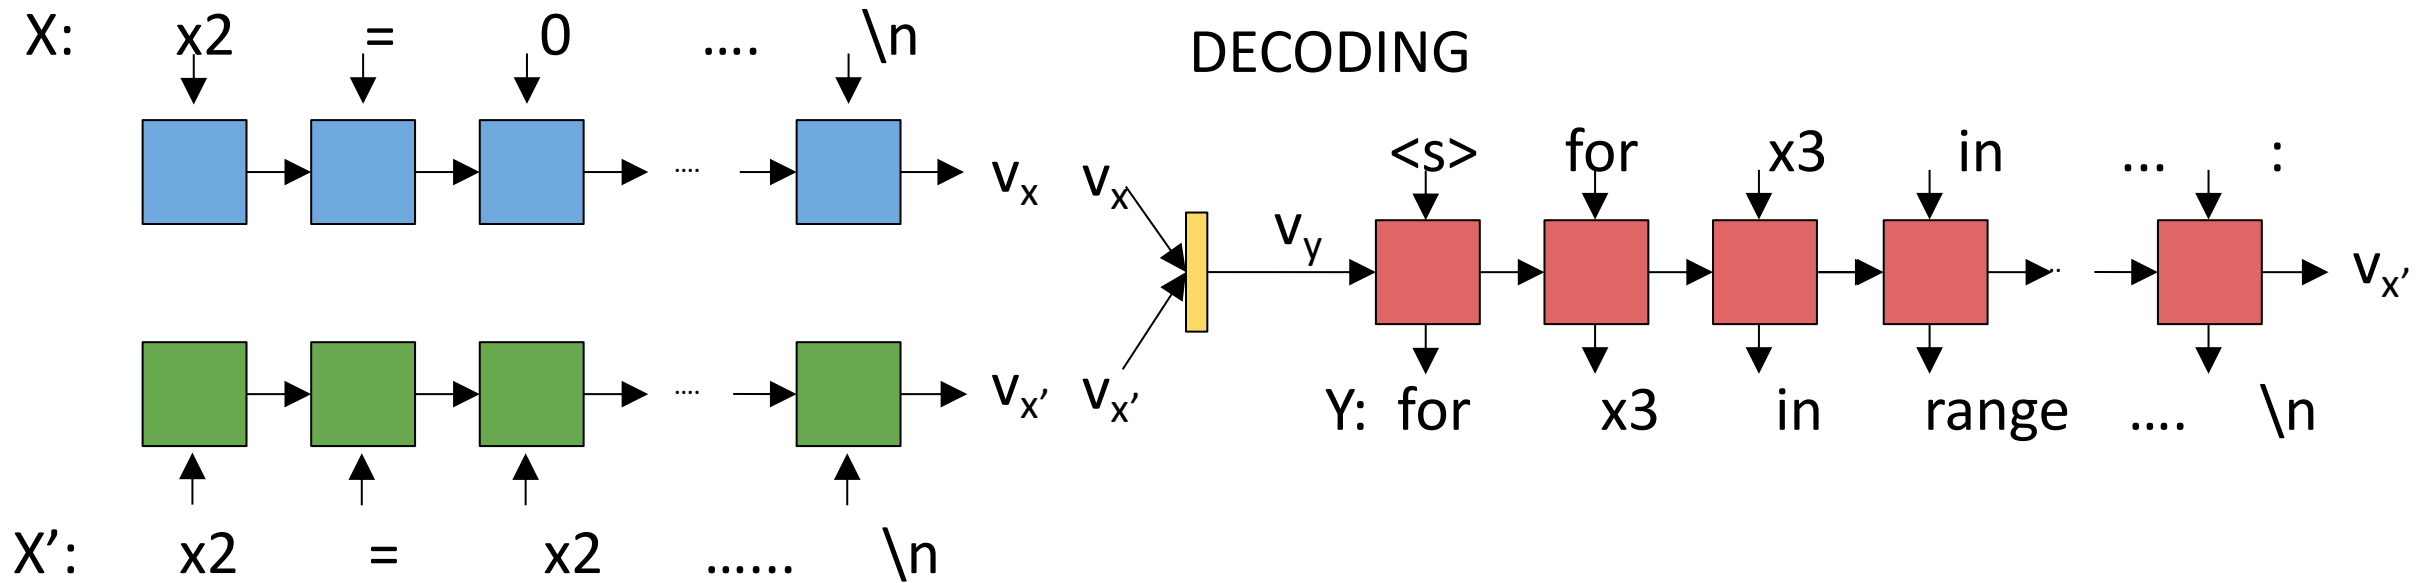 X: x2 = 0 .... \n
DECODING
<s> for x3 in ... :
.... vx vx
vy
.. vx’
.... vx’ vx’
Y: for x3 in range .... \n
X’: x2 = x2 ...... \n